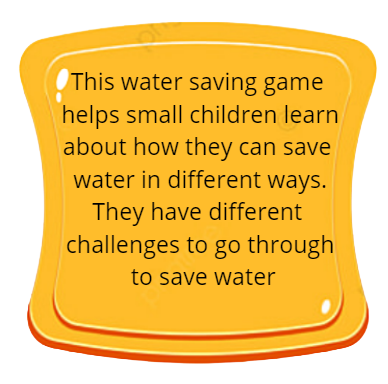 This water saving game
helps small children learn
about how they can save
water in different ways.
They have different
challenges to go through
to save water